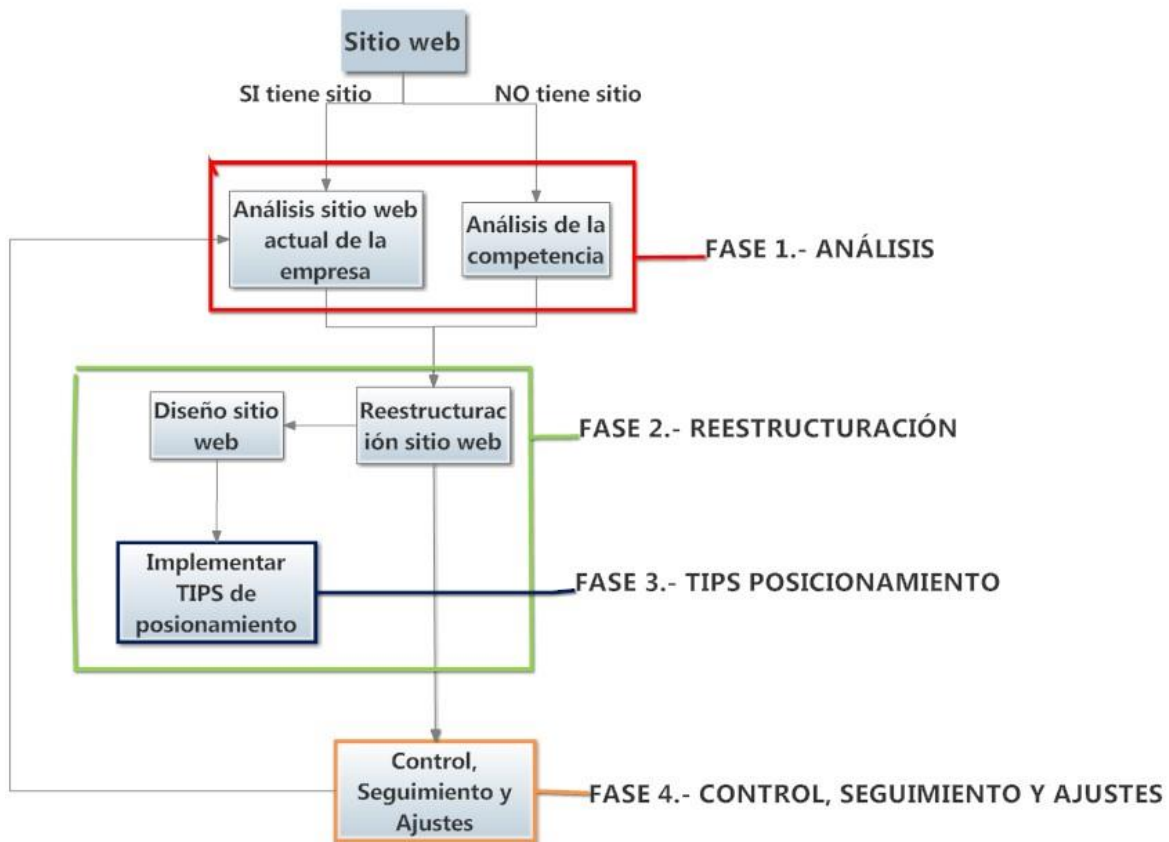 Sitio web
SI tiene sitio
NO tiene sitio
Análisis sitio web
actual de la
empresa
Análisis de la
competencia
FASE 1.- ANÁLISIS
Diseño sitio
web
Reestructurac
ión sitio web
FASE 2.- REESTRUCTURACIÓN
Implementar
TIPS de
posionamiento
FASE 3.- TIPS POSICIONAMIENTO
Control,
Seguimiento y
Ajustes
FASE 4.- CONTROL, SEGUIMIENTO Y AJUSTES